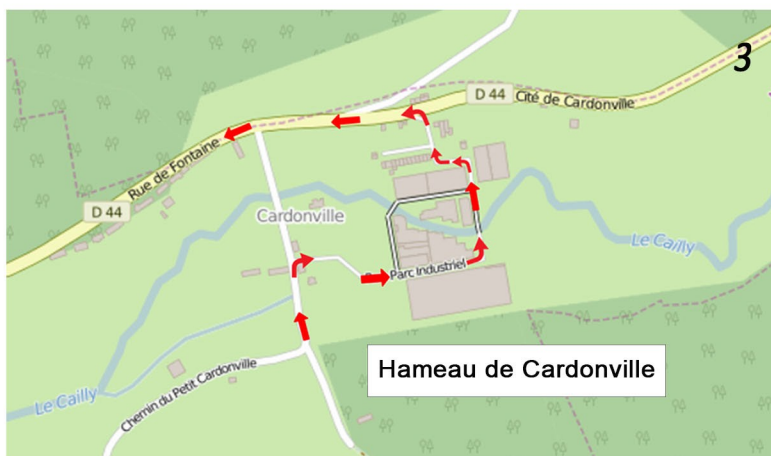 3
D 44
Cité de Cardonville
Rue de Fontaine
D 44
Cardonville
Le Cailly
Parc Industriel
Hameau de Cardonville
Chemin du Petit Cardonville
Le Cailly